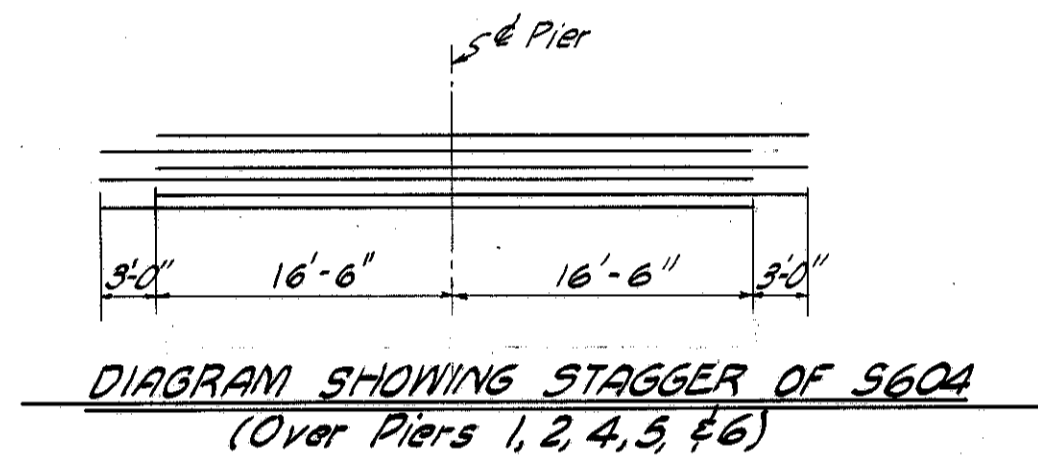 ℄ Pier
3'-0" 16'-6" 16'-6" 3'-0"
DIAGRAM SHOWING STAGGER OF S604
(Over Piers 1, 2, 4, 5, & 6)